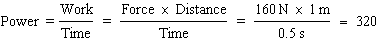 Power = Work / Time = Force × Distance / Time = 160 N × 1 m / 0.5 s = 320